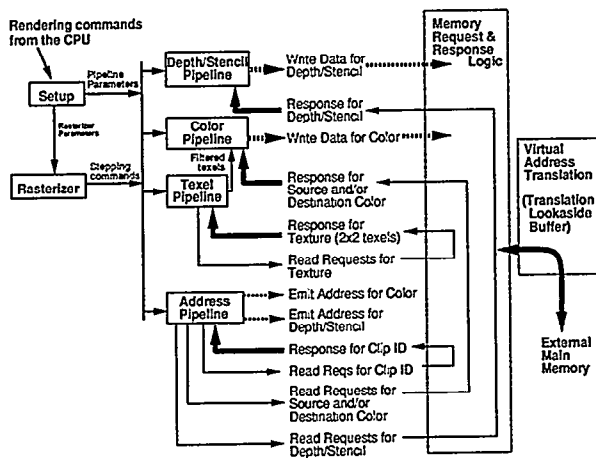 Rendering commands
from the CPU
Setup
Pipeline
Parameters
Rasterizer
Parameters
Rasterizer
Stepping
commands
Depth/Stencil
Pipeline
Write Data for
Depth/Stencil
Response for
Depth/Stencil
Color
Pipeline
Write Data for Color
Filtered
texels
Response for
Source and/or
Destination Color
Texel
Pipeline
Response for
Texture (2x2 texels)
Read Requests for
Texture
Emit Address for Color
Address
Pipeline
Emit Address for
Depth/Stencil
Response for Clip ID
Read Reqs for Clip ID
Read Requests for
Source and/or
Destination Color
Read Requests for
Depth/Stencil
Memory
Request &
Response
Logic
Virtual
Address
Translation
(Translation
Lookaside
Buffer)
External
Main
Memory